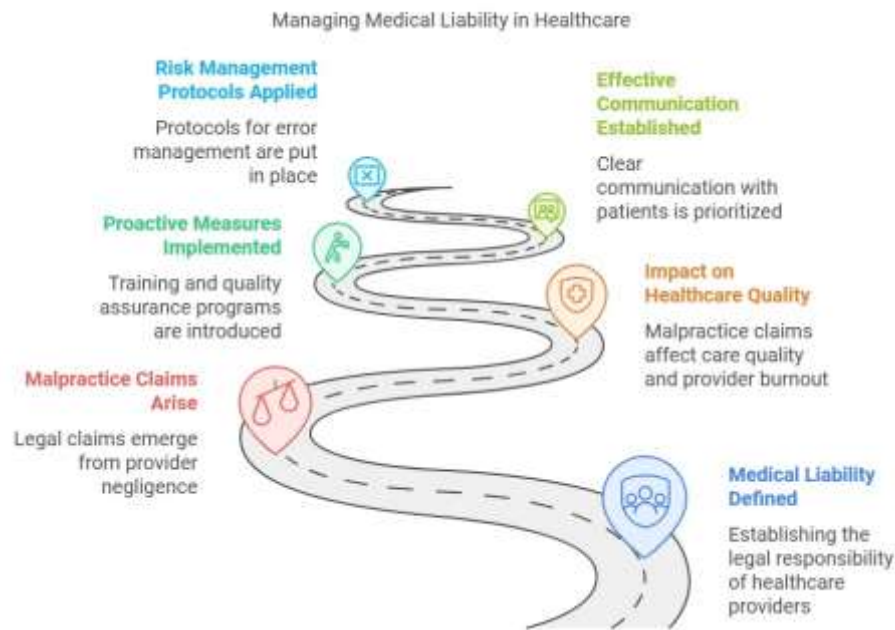 Managing Medical Liability in Healthcare
Risk Management
Protocols Applied
Protocols for error
management are put
in place
Effective
Communication
Established
Clear
communication with
patients is prioritized
Proactive Measures
Implemented
Training and quality
assurance programs
are introduced
Impact on
Healthcare Quality
Malpractice claims
affect care quality
and provider burnout
Malpractice Claims
Arise
Legal claims emerge
from provider
negligence
Medical Liability
Defined
Establishing the
legal responsibility
of healthcare
providers